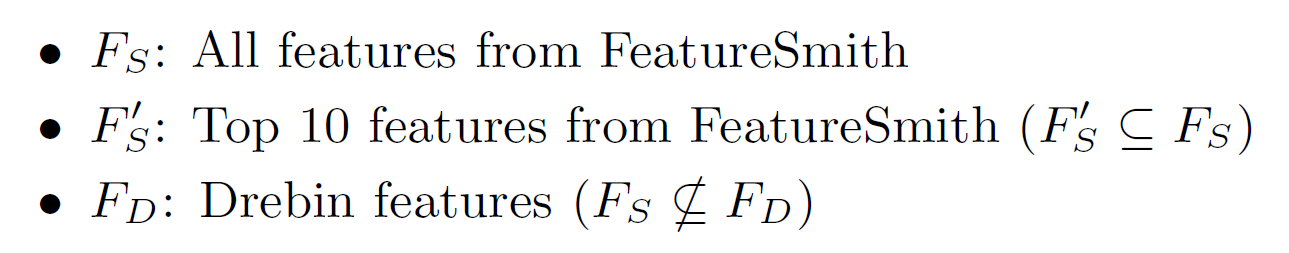 • F_S: All features from FeatureSmith
• F′_S: Top 10 features from FeatureSmith (F′_S ⊆ F_S)
• F_D: Drebin features (F_S ⊈ F_D)